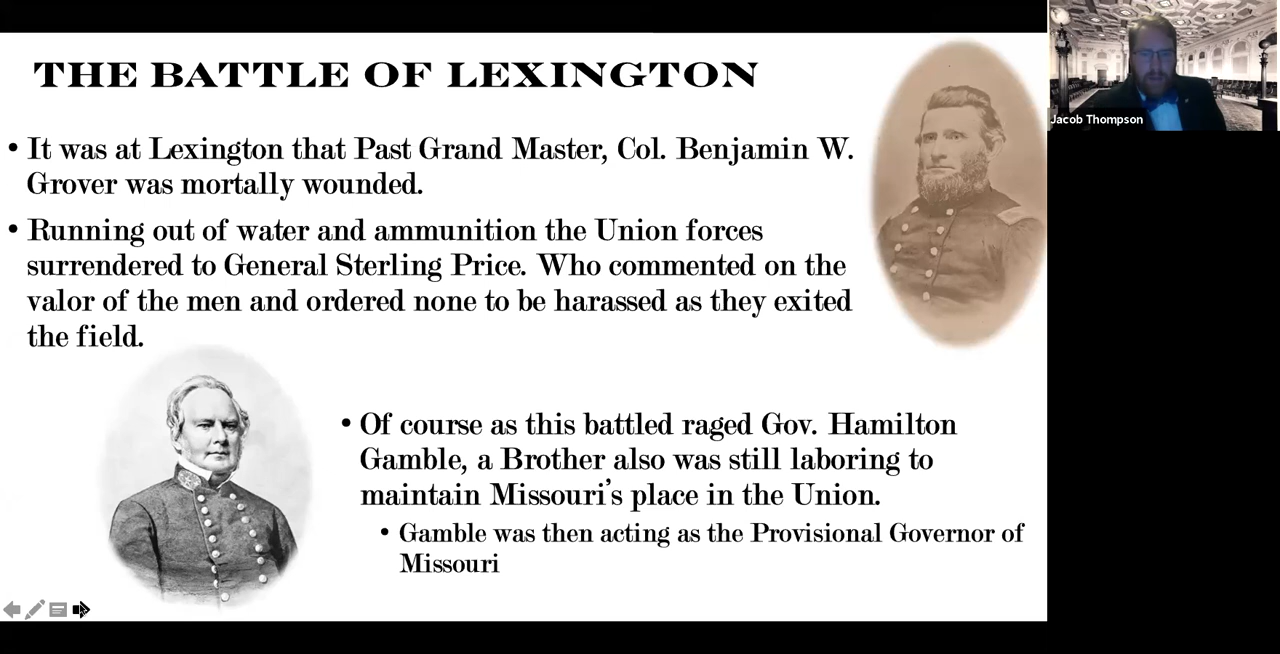 THE BATTLE OF LEXINGTON
• It was at Lexington that Past Grand Master, Col. Benjamin W.
Grover was mortally wounded.
• Running out of water and ammunition the Union forces
surrendered to General Sterling Price. Who commented on the
valor of the men and ordered none to be harassed as they exited
the field.
• Of course as this battled raged Gov. Hamilton
Gamble, a Brother also was still laboring to
maintain Missouri's place in the Union.
• Gamble was then acting as the Provisional Governor of
Missouri
Jacob Thompson